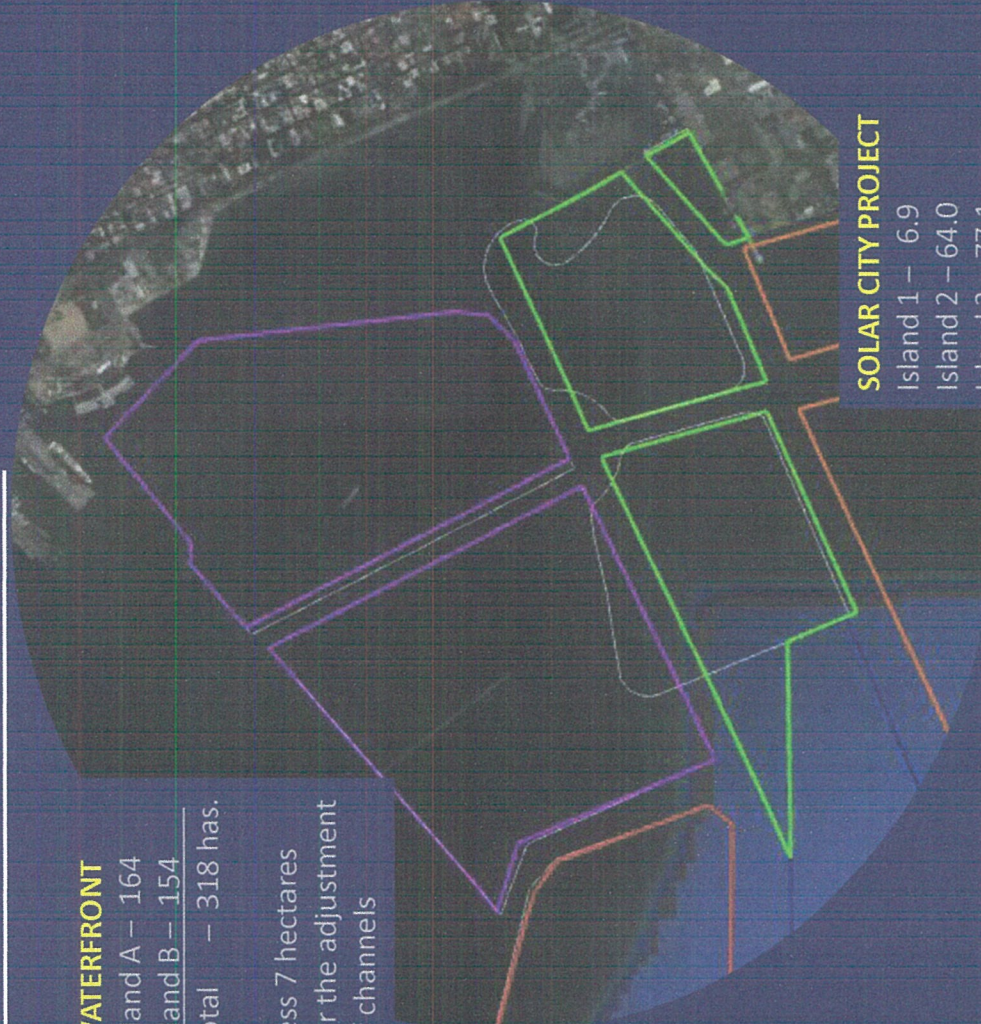 ATERFRONT
and A – 164
and B – 154
otal – 318 has.
ess 7 hectares
r the adjustment
channels
SOLAR CITY PROJECT
Island 1 – 6.9
Island 2 – 64.0